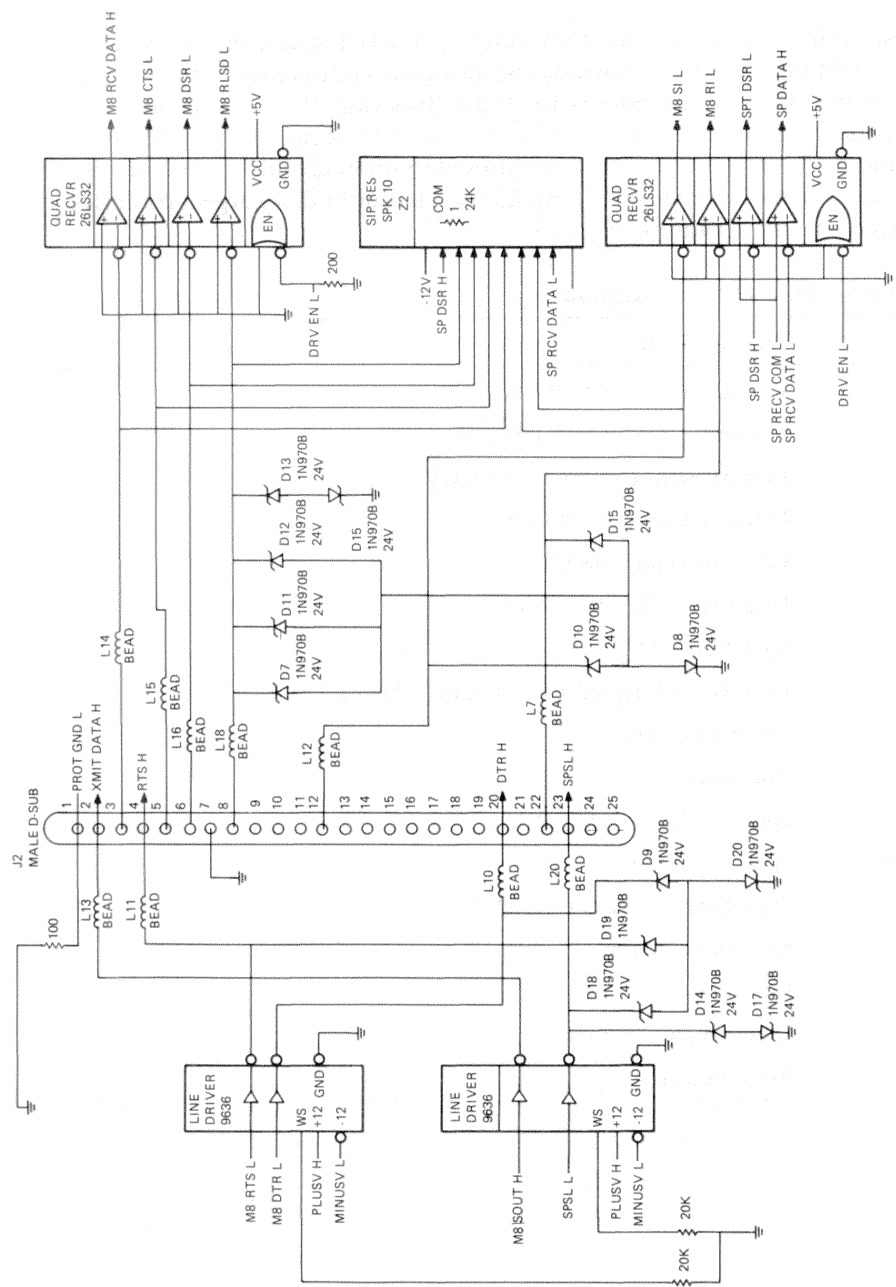 J2
MALE D-SUB
1
2
3
4
5
6
7
8
9
10
11
12
13
14
15
16
17
18
19
20
21
22
23
24
25
PROT GND L
XMIT DATA H
RTS H
DTR H
SPSL H
100
L13
BEAD
L11
BEAD
L10
BEAD
L20
BEAD
L14
BEAD
L15
BEAD
L16
BEAD
L18
BEAD
L12
BEAD
L7
BEAD
LINE
DRIVER
9636
WS
+12
-12
GND
M8 RTS L
M8 DTR L
PLUSV H
MINUSV L
LINE
DRIVER
9636
WS
+12
-12
GND
M8 SOUT H
SPSL L
PLUSV H
MINUSV L
20K
20K
D9
1N970B
24V
D20
1N970B
24V
D19
1N970B
D18
1N970B
24V
D14
1N970B
24V
D17
1N970B
24V
D7
1N970B
24V
D11
1N970B
24V
D12
1N970B
24V
D13
1N970B
24V
D15
1N970B
24V
D10
1N970B
24V
D8
1N970B
24V
D15
1N970B
24V
QUAD
RECVR
26LS32
+
-
+
-
+
-
+
-
EN
VCC
GND
+5V
M8 RCV DATA H
M8 CTS L
M8 DSR L
M8 RLSD L
DRV EN L
200
SIP RES
SPK 10
Z2
COM
1
24K
-12V
SP DSR H
SP RCV DATA L
QUAD
RECVR
26LS32
+
-
+
-
+
-
+
-
EN
VCC
GND
+5V
M8 SI L
M8 RI L
SPT DSR L
SP DATA H
SP DSR H
SP RECV COM L
SP RCV DATA L
DRV EN L